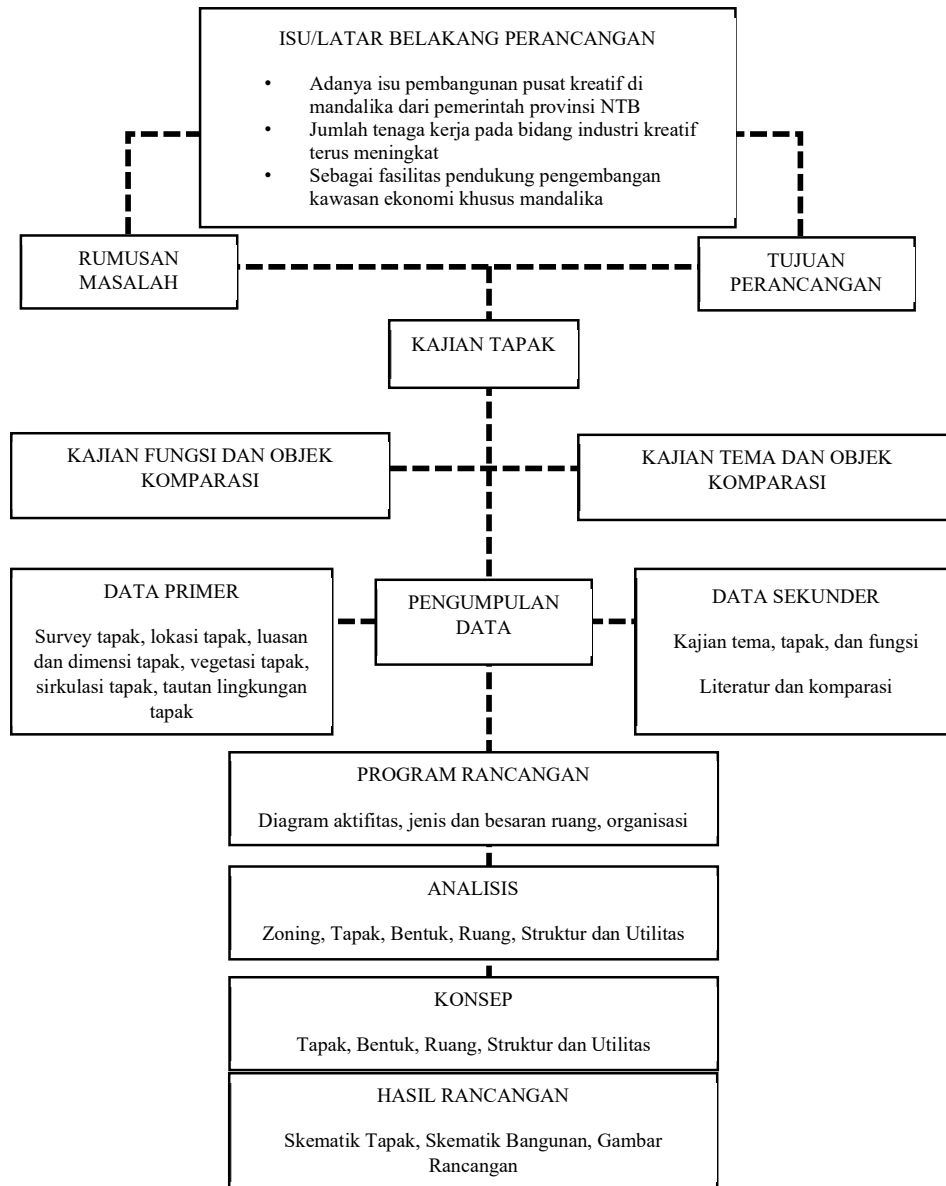 ISU/LATAR BELAKANG PERANCANGAN
• Adanya isu pembangunan pusat kreatif di
mandalika dari pemerintah provinsi NTB
• Jumlah tenaga kerja pada bidang industri kreatif
terus meningkat
• Sebagai fasilitas pendukung pengembangan
kawasan ekonomi khusus mandalika
RUMUSAN
MASALAH
TUJUAN
PERANCANGAN
KAJIAN TAPAK
KAJIAN FUNGSI DAN OBJEK
KOMPARASI
KAJIAN TEMA DAN OBJEK
KOMPARASI
DATA PRIMER
Survey tapak, lokasi tapak, luasan
dan dimensi tapak, vegetasi tapak,
sirkulasi tapak, tautan lingkungan
tapak
PENGUMPULAN
DATA
DATA SEKUNDER
Kajian tema, tapak, dan fungsi
Literatur dan komparasi
PROGRAM RANCANGAN
Diagram aktifitas, jenis dan besaran ruang, organisasi
ANALISIS
Zoning, Tapak, Bentuk, Ruang, Struktur dan Utilitas
KONSEP
Tapak, Bentuk, Ruang, Struktur dan Utilitas
HASIL RANCANGAN
Skematik Tapak, Skematik Bangunan, Gambar
Rancangan